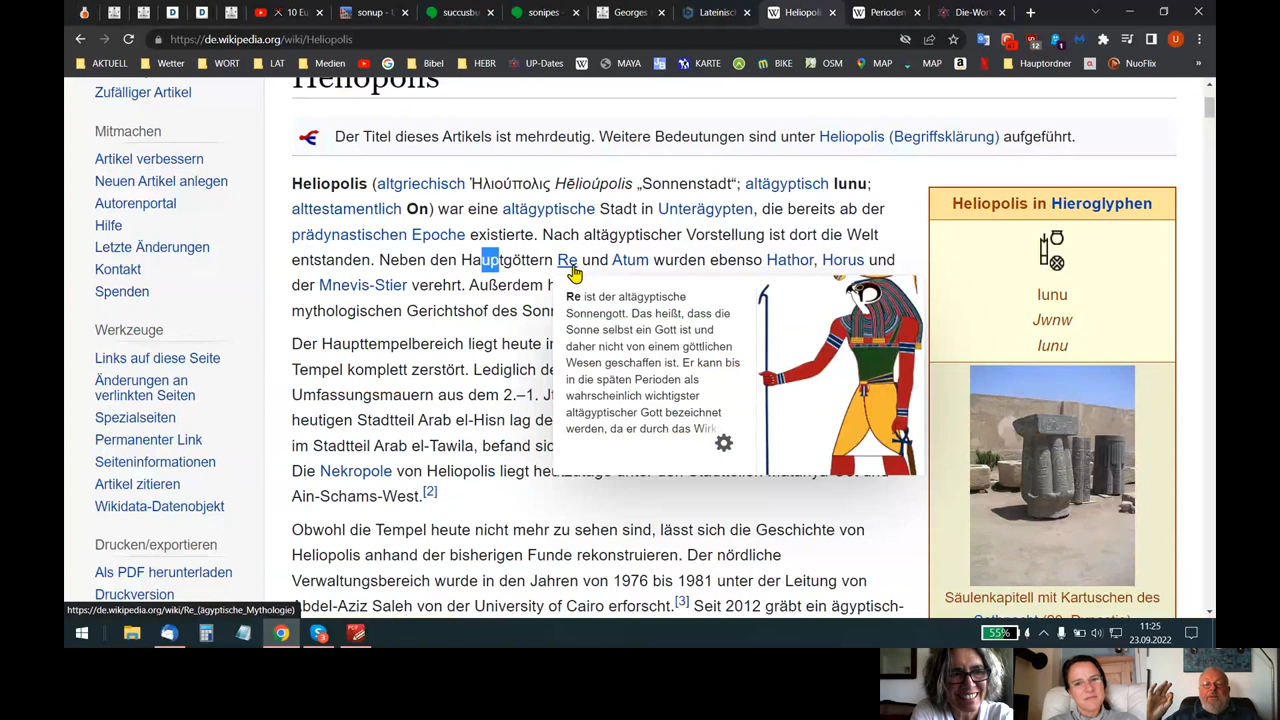 10 Eu
sonup - U
succusbu
sonipes -
Georges
Lateinisch
Heliopoli
Perioden
Die-Wort
https://de.wikipedia.org/wiki/Heliopolis
AKTUELL
Wetter
WORT
LAT
Medien
Bibel
HEBR
UP-Dates
MAYA
KARTE
BIKE
OSM
MAP
MAP
Hauptordner
NuoFlix
Heliopolis
Zufälliger Artikel
Mitmachen
Artikel verbessern
Neuen Artikel anlegen
Autorenportal
Hilfe
Letzte Änderungen
Kontakt
Spenden
Werkzeuge
Links auf diese Seite
Änderungen an
verlinkten Seiten
Spezialseiten
Permanenter Link
Seiteninformationen
Artikel zitieren
Wikidata-Datenobjekt
Drucken/exportieren
Als PDF herunterladen
Druckversion
Der Titel dieses Artikels ist mehrdeutig. Weitere Bedeutungen sind unter Heliopolis (Begriffsklärung) aufgeführt.
Heliopolis (altgriechisch Ἡλιούπολις Hēlioúpolis „Sonnenstadt“; altägyptisch Iunu;
alttestamentlich On) war eine altägyptische Stadt in Unterägypten, die bereits ab der
prädynastischen Epoche existierte. Nach altägyptischer Vorstellung ist dort die Welt
entstanden. Neben den Hauptgöttern Re und Atum wurden ebenso Hathor, Horus und
der Mnevis-Stier verehrt. Außerdem
mythologischen Gerichtshof des Sonn
Der Haupttempelbereich liegt heute
Tempel komplett zerstört. Lediglich de
Umfassungsmauern aus dem 2.–1.
heutigen Stadtteil Arab el-Hisn lag de
im Stadtteil Arab el-Tawila, befand sic
Die Nekropole von Heliopolis liegt
Ain-Schams-West.[2]
Re ist der altägyptische
Sonnengott. Das heißt, dass die
Sonne selbst ein Gott ist und
daher nicht von einem göttlichen
Wesen geschaffen ist. Er kann bis
in die späten Perioden als
wahrscheinlich wichtigster
altägyptischer Gott bezeichnet
werden, da er durch das Wirk
Obwohl die Tempel heute nicht mehr zu sehen sind, lässt sich die Geschichte von
Heliopolis anhand der bisherigen Funde rekonstruieren. Der nördliche
Verwaltungsbereich wurde in den Jahren von 1976 bis 1981 unter der Leitung von
Abdel-Aziz Saleh von der University of Cairo erforscht.[3] Seit 2012 gräbt ein ägyptisch-
Heliopolis in Hieroglyphen
Iunu
Jwnw
Iunu
Säulenkapitell mit Kartuschen des
https://de.wikipedia.org/wiki/Re_(ägyptische_Mythologie)
55%
11:25
23.09.2022